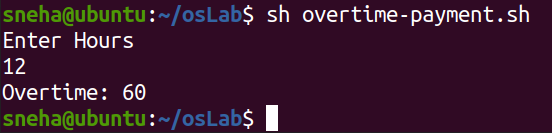 sneha@ubuntu:~/osLab$ sh overtime-payment.sh
Enter Hours
12
Overtime: 60
sneha@ubuntu:~/osLab$